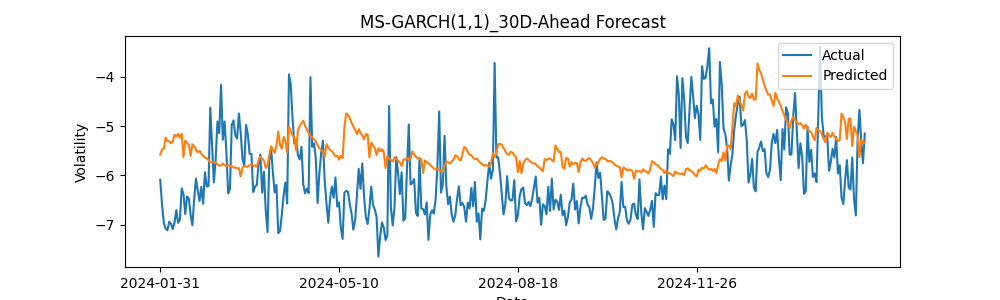 MS-GARCH(1,1)_30D-Ahead Forecast
Actual
Predicted
Volatility
−4
−5
−6
−7
2024-01-31
2024-05-10
2024-08-18
2024-11-26
Date